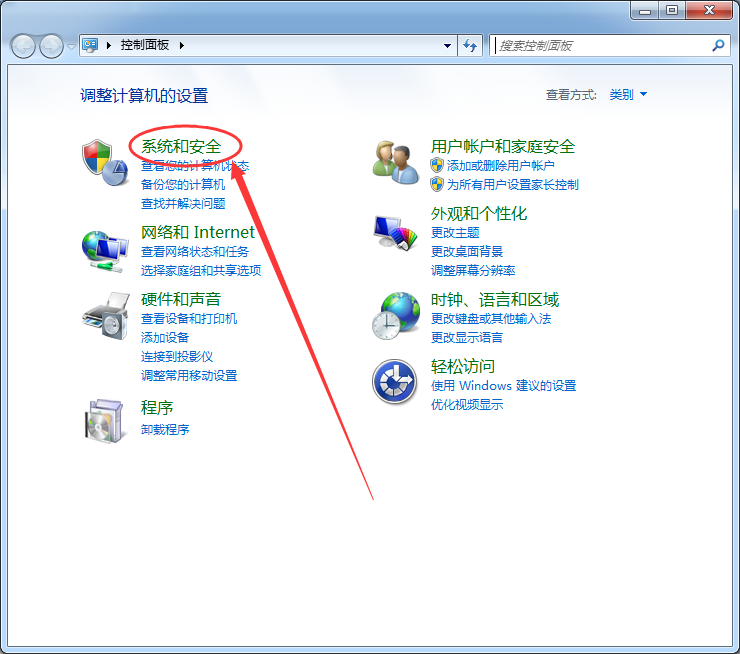 控制面板
搜索控制面板
调整计算机的设置
查看方式: 类别
系统和安全
查看您的计算机状态
备份您的计算机
查找并解决问题
网络和 Internet
查看网络状态和任务
选择家庭组和共享选项
硬件和声音
查看设备和打印机
添加设备
连接到投影仪
调整常用移动设置
程序
卸载程序
用户帐户和家庭安全
添加或删除用户帐户
为所有用户设置家长控制
外观和个性化
更改主题
更改桌面背景
调整屏幕分辨率
时钟、语言和区域
更改键盘或其他输入法
更改显示语言
轻松访问
使用 Windows 建议的设置
优化视频显示